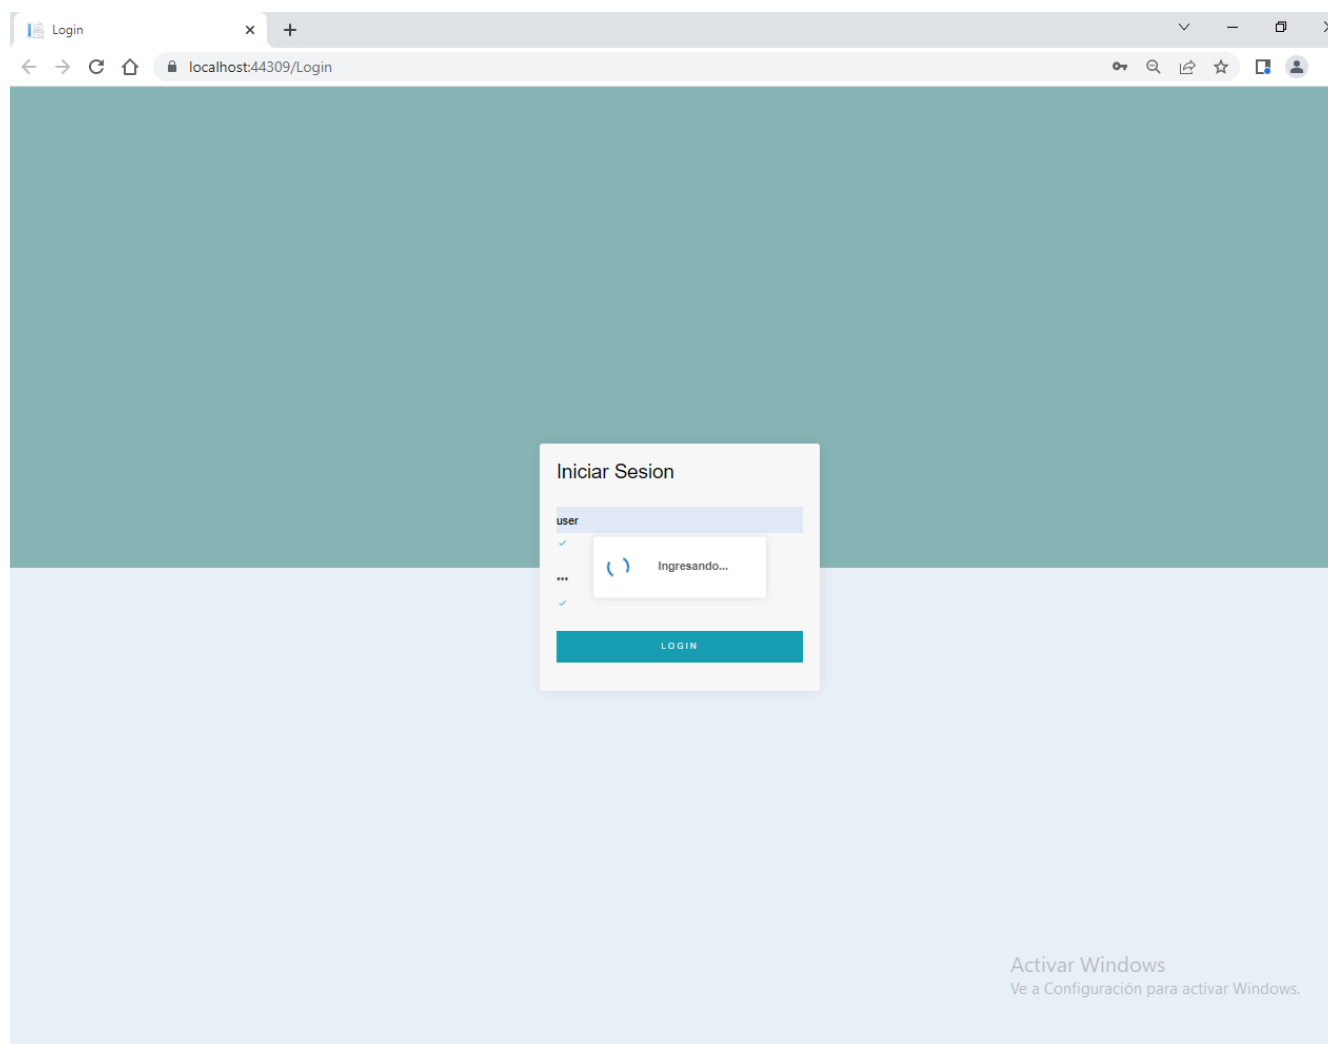 Login
localhost:44309/Login
Iniciar Sesion
user
Ingresando...
•••
LOGIN
Activar Windows
Ve a Configuración para activar Windows.